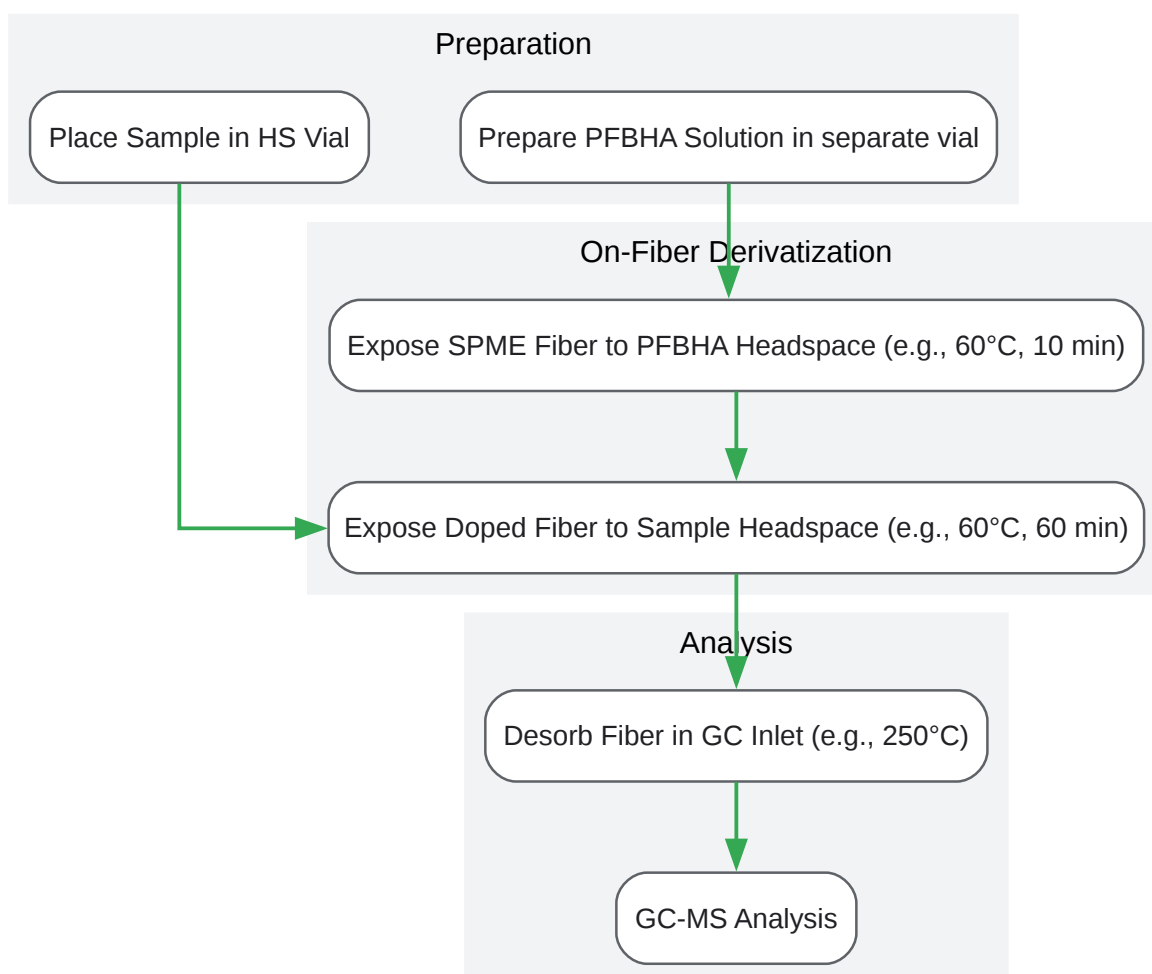 Preparation
Place Sample in HS Vial
Prepare PFBHA Solution in separate vial
On-Fiber Derivatization
Expose SPME Fiber to PFBHA Headspace (e.g., 60°C, 10 min)
Expose Doped Fiber to Sample Headspace (e.g., 60°C, 60 min)
Analysis
Desorb Fiber in GC Inlet (e.g., 250°C)
GC-MS Analysis